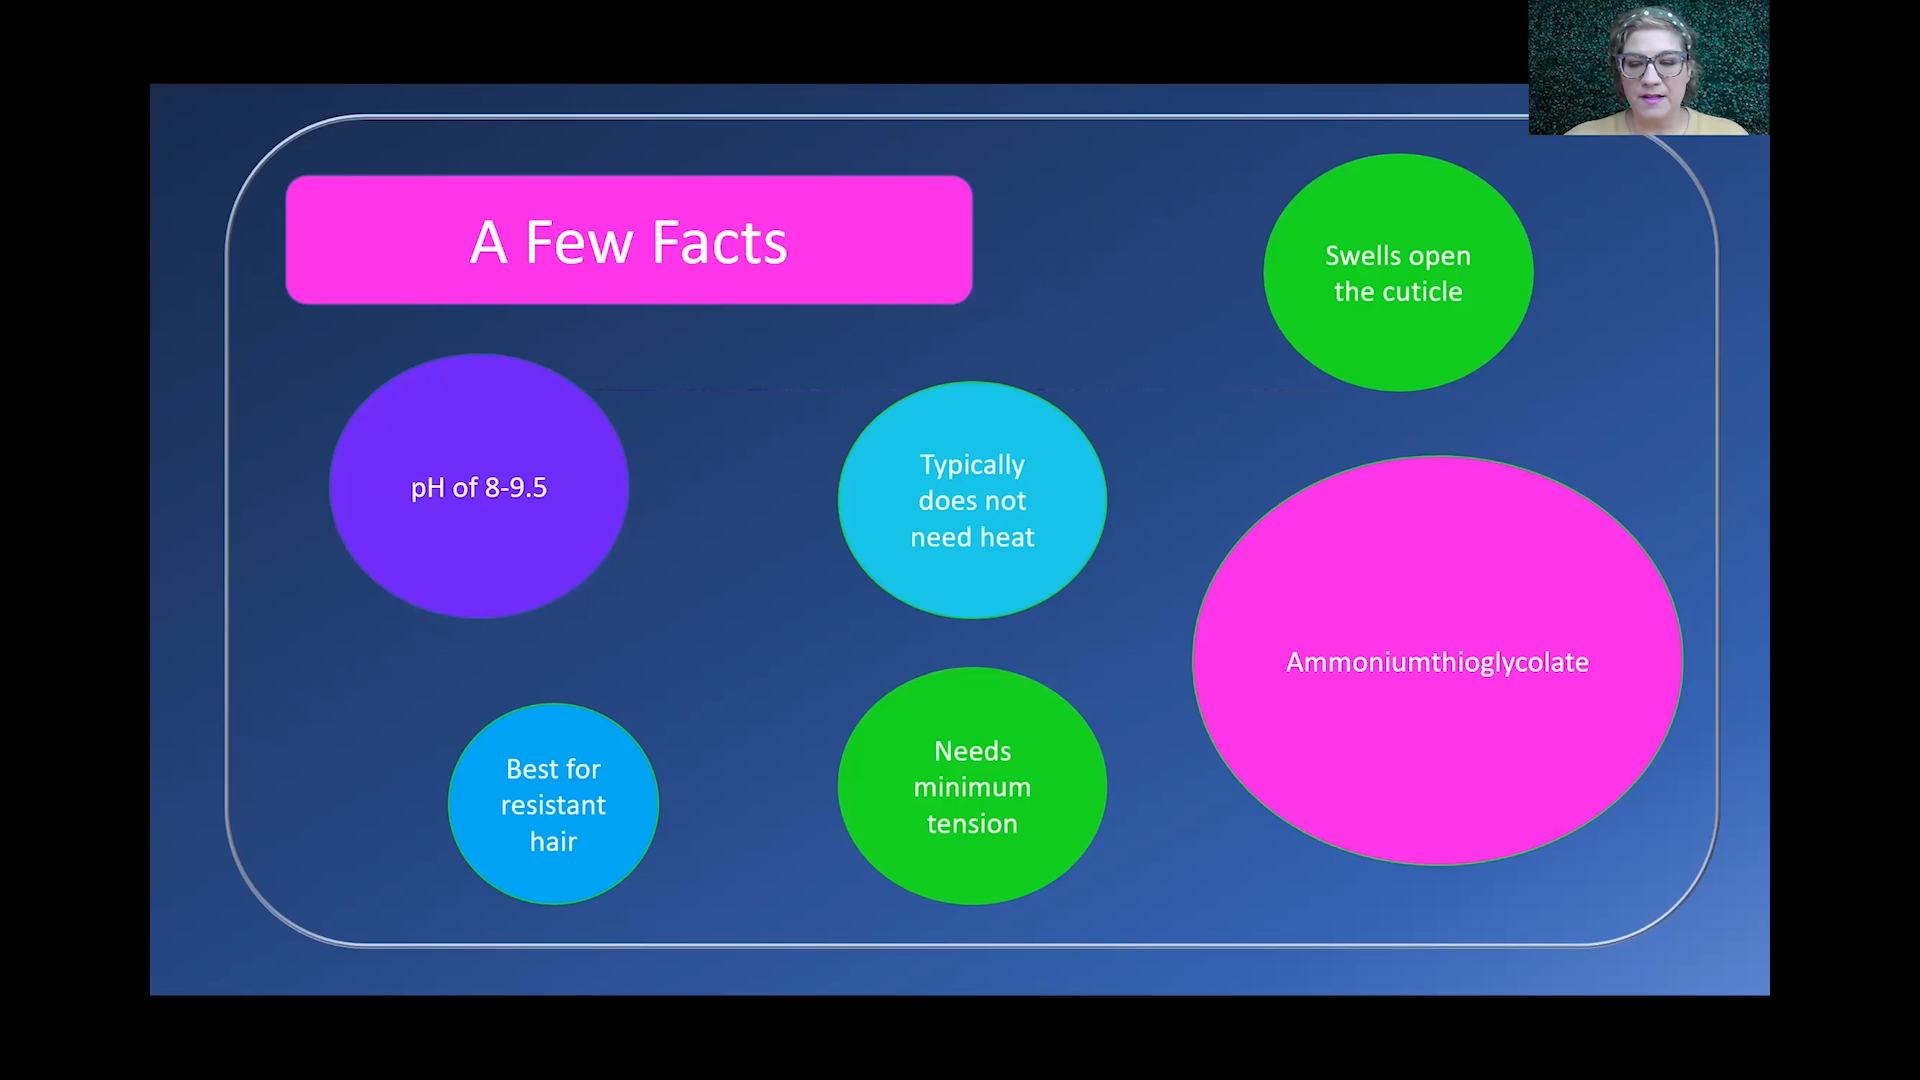 A Few Facts
Swells open
the cuticle
pH of 8-9.5
Typically
does not
need heat
Ammoniumthioglycolate
Best for
resistant
hair
Needs
minimum
tension